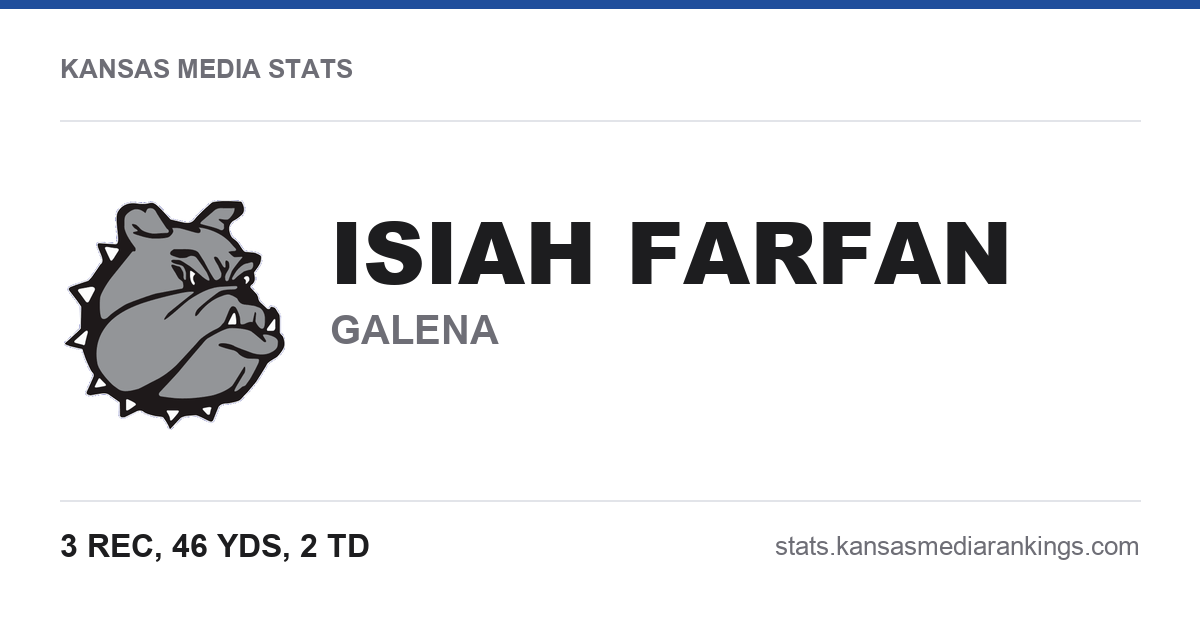 KANSAS MEDIA STATS
ISIAH FARFAN
GALENA
3 REC, 46 YDS, 2 TD
stats.kansasmediarankings.com